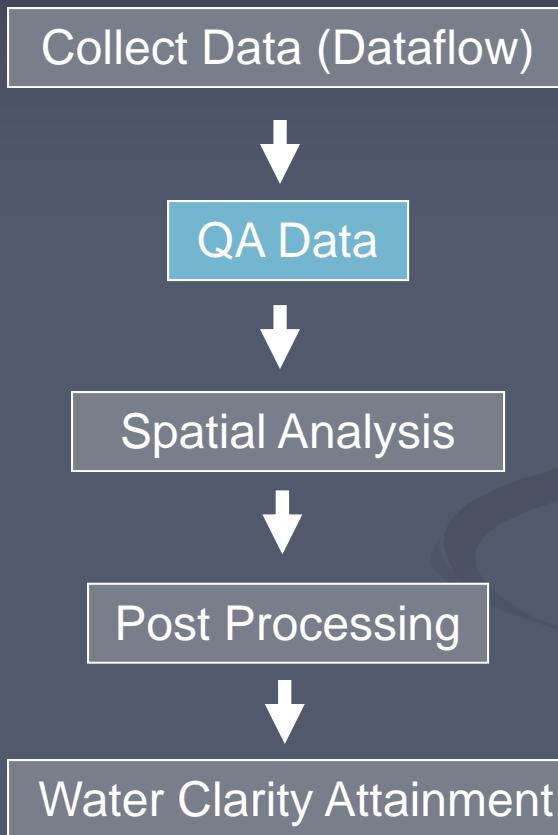 Collect Data (Dataflow)
QA Data
Spatial Analysis
Post Processing
Water Clarity Attainment